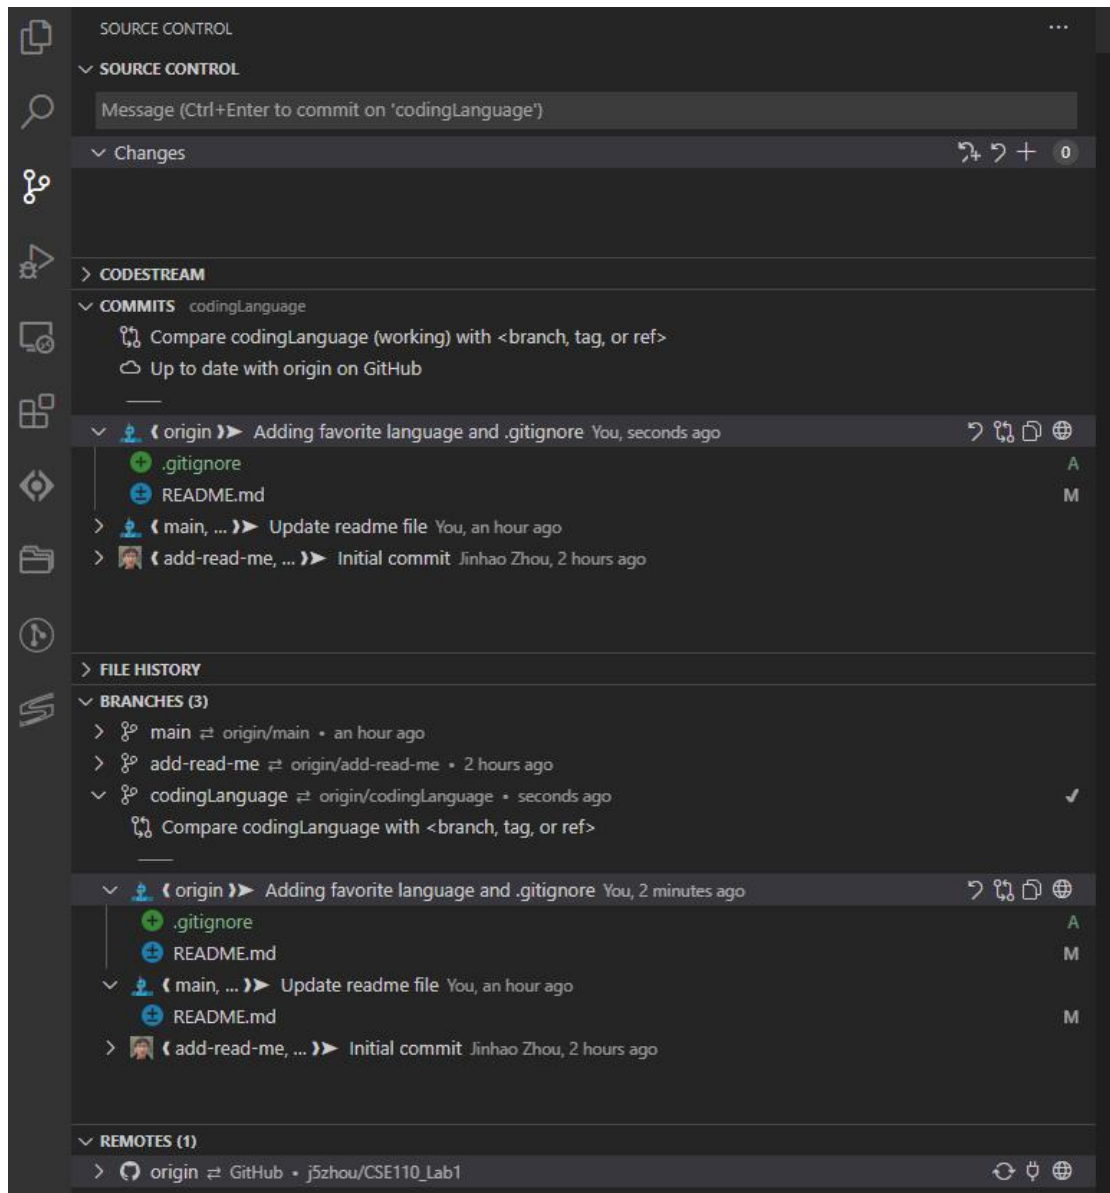 SOURCE CONTROL
SOURCE CONTROL
Message (Ctrl+Enter to commit on 'codingLanguage')
Changes 0
CODESTREAM
COMMITS codingLanguage
Compare codingLanguage (working) with <branch, tag, or ref>
Up to date with origin on GitHub
❨ origin ❩➤ Adding favorite language and .gitignore You, seconds ago
.gitignore A
README.md M
❨ main, ... ❩➤ Update readme file You, an hour ago
❨ add-read-me, ... ❩➤ Initial commit Jinhao Zhou, 2 hours ago
FILE HISTORY
BRANCHES (3)
main ⇄ origin/main • an hour ago
add-read-me ⇄ origin/add-read-me • 2 hours ago
codingLanguage ⇄ origin/codingLanguage • seconds ago
Compare codingLanguage with <branch, tag, or ref>
❨ origin ❩➤ Adding favorite language and .gitignore You, 2 minutes ago
.gitignore A
README.md M
❨ main, ... ❩➤ Update readme file You, an hour ago
README.md M
❨ add-read-me, ... ❩➤ Initial commit Jinhao Zhou, 2 hours ago
REMOTES (1)
origin ⇄ GitHub • j5zhou/CSE110_Lab1